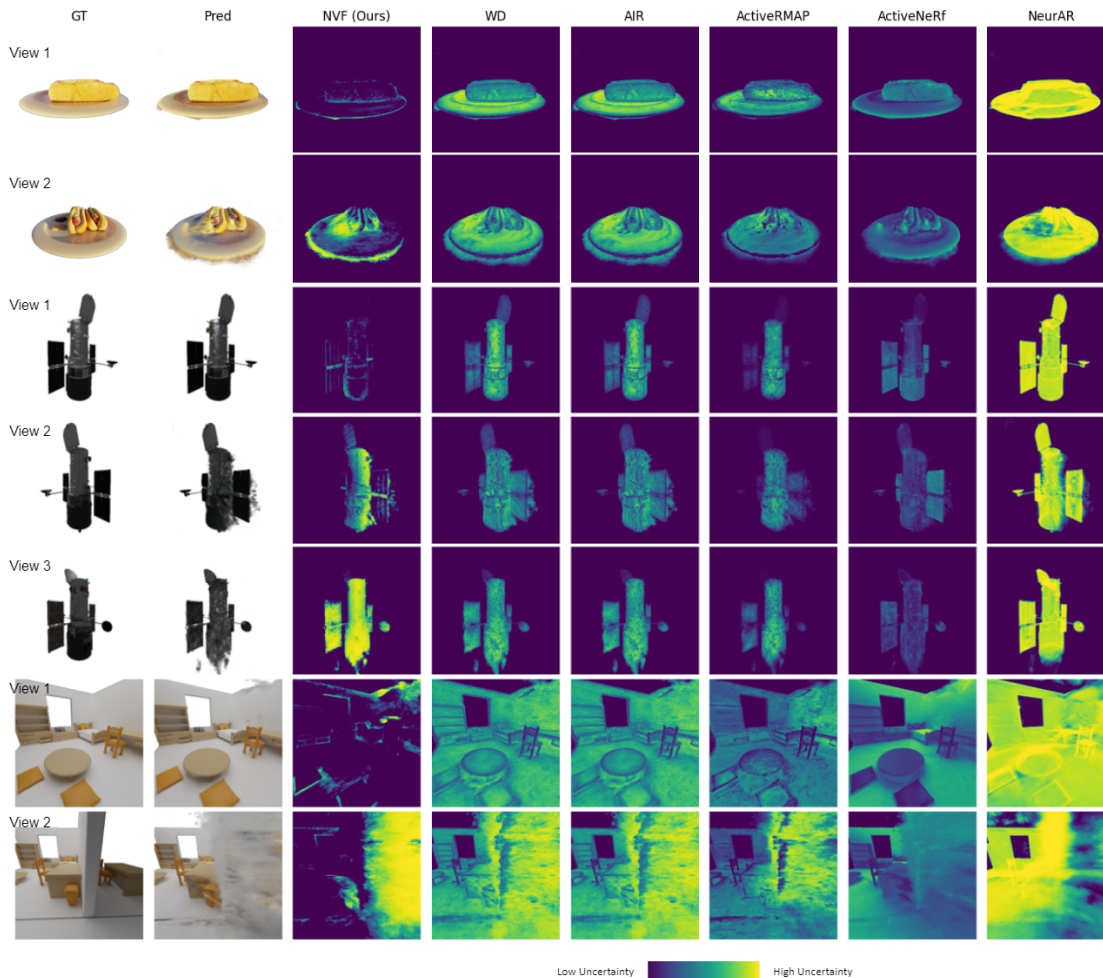 GT Pred NVF (Ours) WD AIR ActiveRMAP ActiveNeRf NeurAR
View 1
View 2
View 1
View 2
View 3
View 1
View 2
Low Uncertainty High Uncertainty